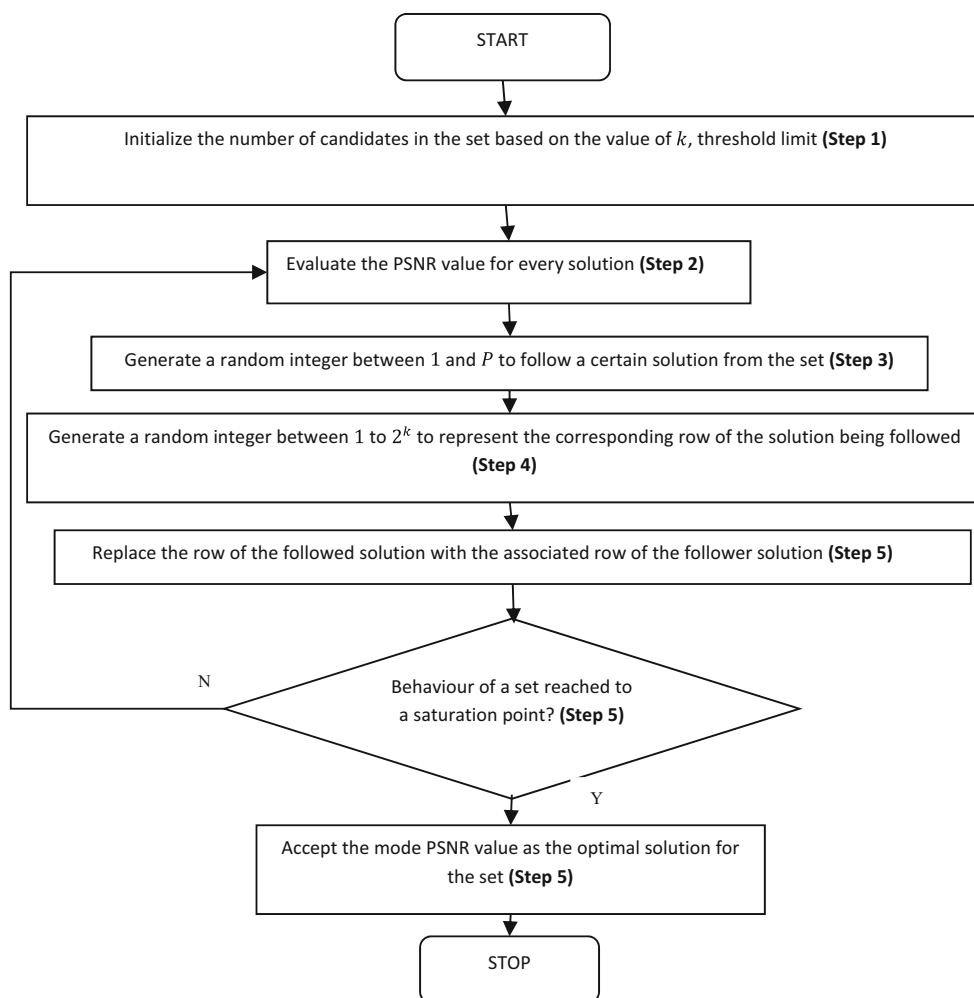 START
Initialize the number of candidates in the set based on the value of k, threshold limit (Step 1)
Evaluate the PSNR value for every solution (Step 2)
Generate a random integer between 1 and P to follow a certain solution from the set (Step 3)
Generate a random integer between 1 to 2^k to represent the corresponding row of the solution being followed
(Step 4)
Replace the row of the followed solution with the associated row of the follower solution (Step 5)
N
Behaviour of a set reached to
a saturation point? (Step 5)
Y
Accept the mode PSNR value as the optimal solution for
the set (Step 5)
STOP